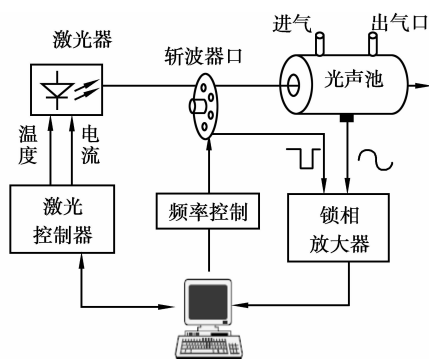 激光器
斩波器口
进气
出气口
光声池
温度
电流
激光
控制器
频率控制
锁相
放大器